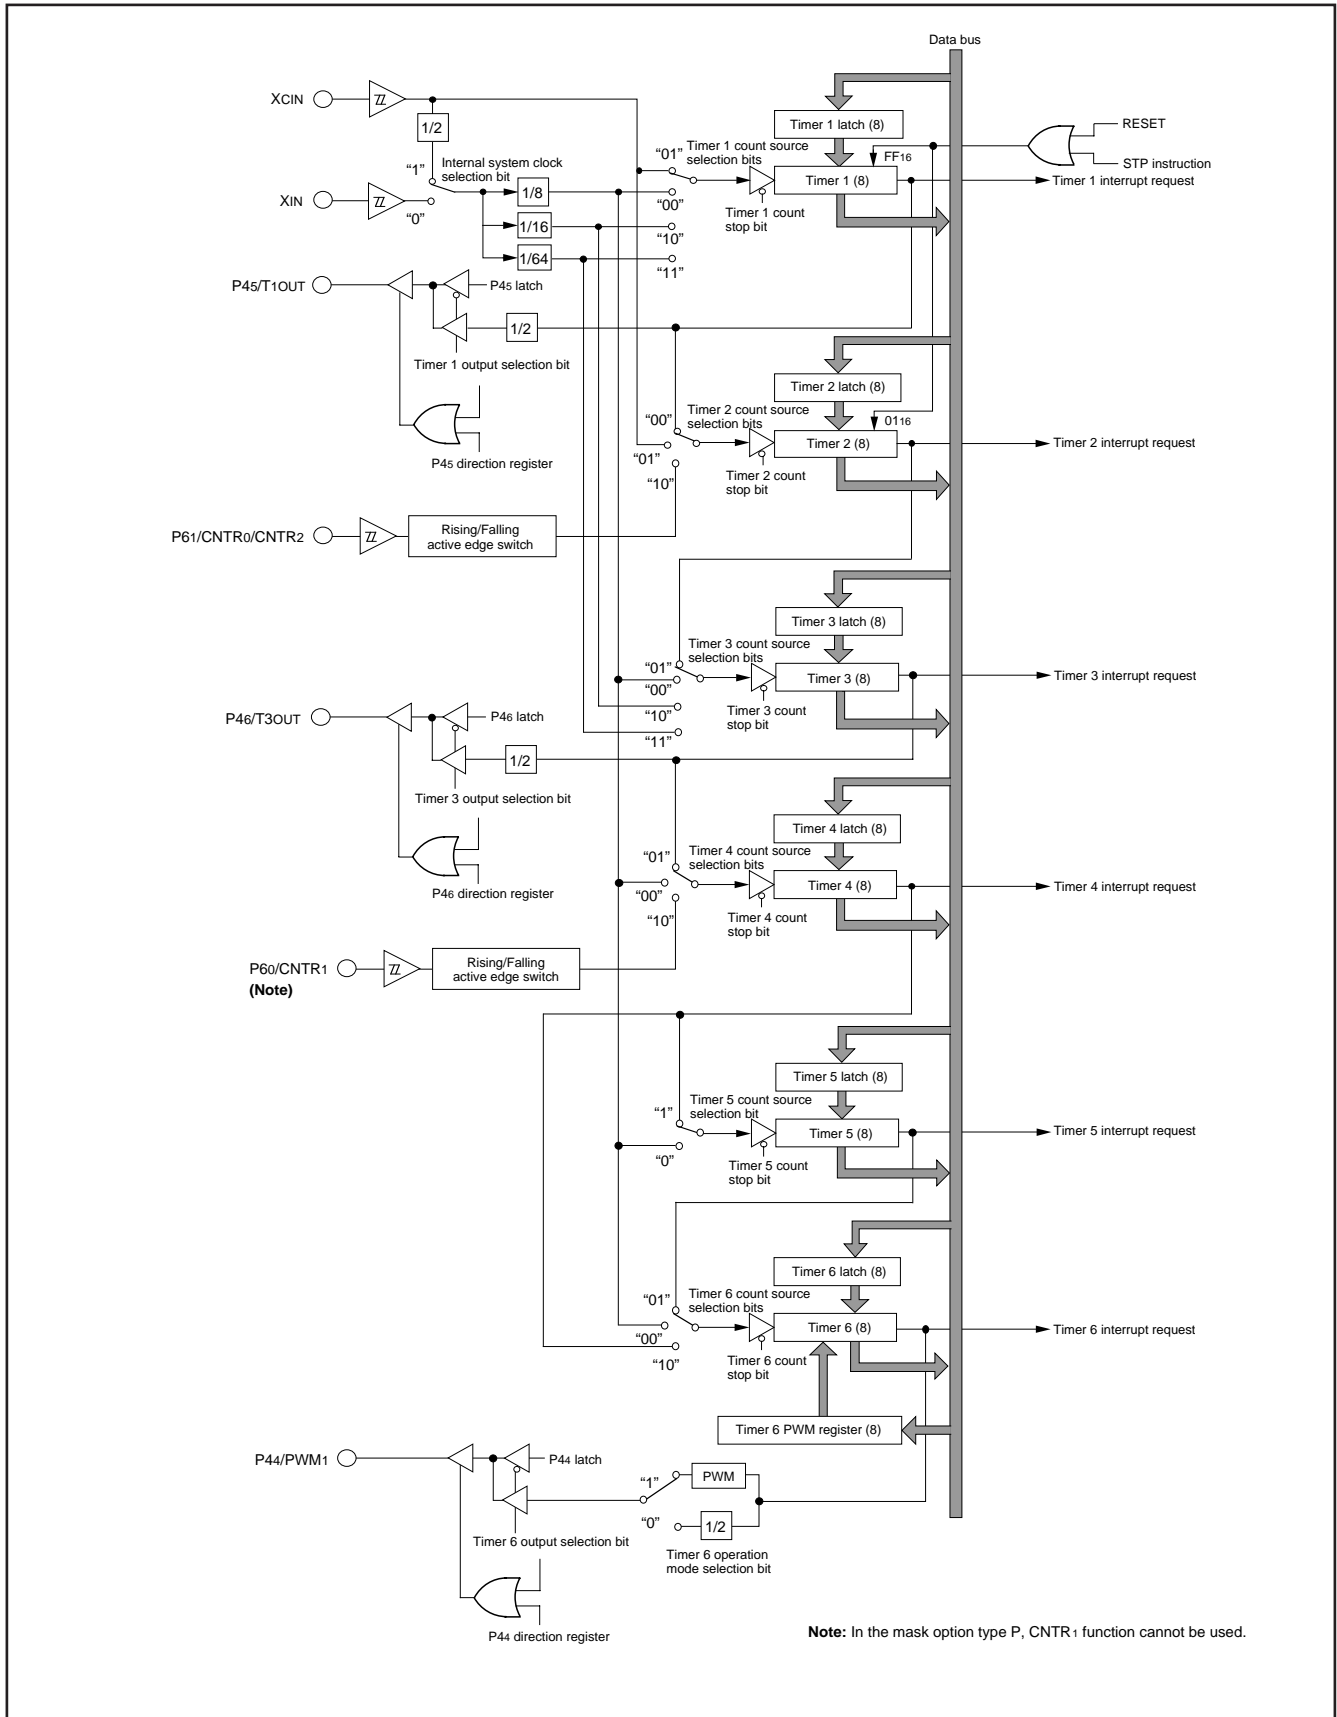 Data bus
XCIN
1/2
Timer 1 latch (8)
RESET
STP instruction
"1"
Internal system clock
selection bit
"01"
Timer 1 count source
selection bits
FF16
Timer 1 (8)
Timer 1 interrupt request
XIN
"0"
1/8
"00"
Timer 1 count
stop bit
1/16
"10"
1/64
"11"
P45/T1OUT
P45 latch
1/2
Timer 1 output selection bit
P45 direction register
Timer 2 latch (8)
"00"
Timer 2 count source
selection bits
0116
Timer 2 (8)
Timer 2 interrupt request
"01"
Timer 2 count
stop bit
"10"
P61/CNTR0/CNTR2
Rising/Falling
active edge switch
Timer 3 latch (8)
Timer 3 count source
selection bits
"01"
Timer 3 (8)
Timer 3 interrupt request
"00"
Timer 3 count
stop bit
"10"
"11"
P46/T3OUT
P46 latch
1/2
Timer 3 output selection bit
P46 direction register
Timer 4 latch (8)
"01"
Timer 4 count source
selection bits
Timer 4 (8)
Timer 4 interrupt request
"00"
Timer 4 count
stop bit
"10"
P60/CNTR1
(Note)
Rising/Falling
active edge switch
Timer 5 latch (8)
"1"
Timer 5 count source
selection bit
Timer 5 (8)
Timer 5 interrupt request
"0"
Timer 5 count
stop bit
Timer 6 latch (8)
"01"
Timer 6 count source
selection bits
Timer 6 (8)
Timer 6 interrupt request
"00"
Timer 6 count
stop bit
"10"
Timer 6 PWM register (8)
P44/PWM1
P44 latch
"1"
PWM
"0"
1/2
Timer 6 output selection bit
Timer 6 operation
mode selection bit
P44 direction register
Note: In the mask option type P, CNTR1 function cannot be used.